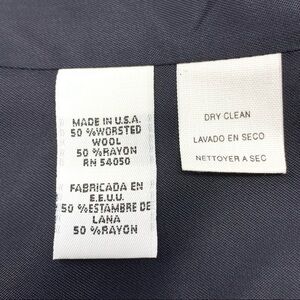 MADE IN U.S.A.
50 %WORSTED
WOOL
50 %RAYON
RN 54050
FABRICADA EN
E.E.U.U.
50 %ESTAMBRE DE
LANA
50 %RAYON
DRY CLEAN
LAVADO EN SECO
NETTOYER A SEC